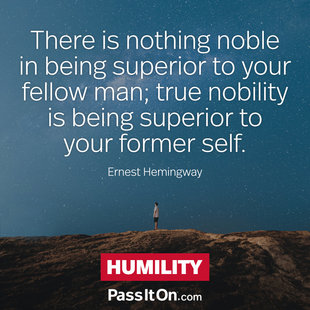 There is nothing noble
in being superior to your
fellow man; true nobility
is being superior to
your former self.
Ernest Hemingway
HUMILITY
PassItOn.com